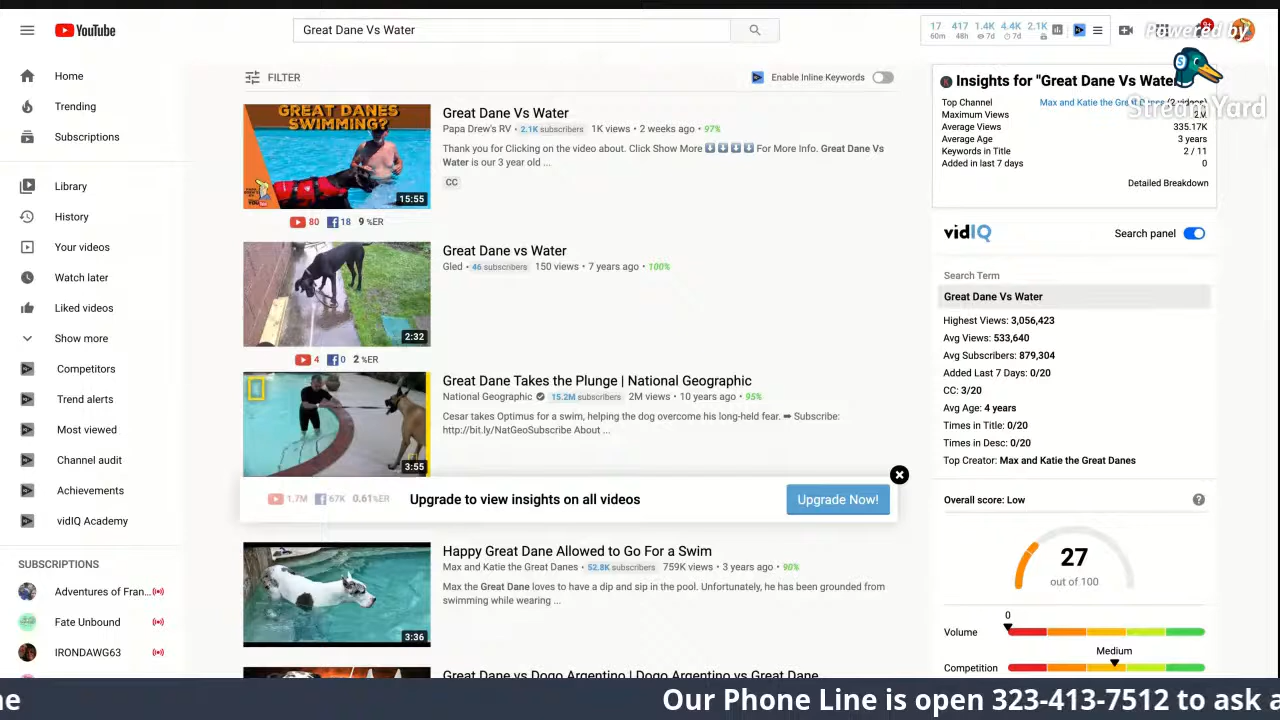 YouTube
Great Dane Vs Water
17 417 1.4K 4.4K 2.1K
60m 48h 7d 7d
9+
Powered by
StreamYard
Home
Trending
Subscriptions
Library
History
Your videos
Watch later
Liked videos
Show more
Competitors
Trend alerts
Most viewed
Channel audit
Achievements
vidIQ Academy
SUBSCRIPTIONS
Adventures of Fran...
Fate Unbound
IRONDAWG63
FILTER
Enable Inline Keywords
GREAT DANES
SWIMMING?
15:55
Great Dane Vs Water
Papa Drew's RV • 2.1K subscribers 1K views • 2 weeks ago • 97%
Thank you for Clicking on the video about. Click Show More ⬇⬇⬇⬇ For More Info. Great Dane Vs
Water is our 3 year old ...
CC
80 18 9 %ER
2:32
Great Dane vs Water
Gled • 46 subscribers 150 views • 7 years ago • 100%
4 0 2 %ER
3:55
Great Dane Takes the Plunge | National Geographic
National Geographic 15.2M subscribers 2M views • 10 years ago • 95%
Cesar takes Optimus for a swim, helping the dog overcome his long-held fear. ➡ Subscribe:
http://bit.ly/NatGeoSubscribe About ...
1.7M 67K 0.61%ER
Upgrade to view insights on all videos
Upgrade Now!
3:36
Happy Great Dane Allowed to Go For a Swim
Max and Katie the Great Danes • 52.8K subscribers 759K views • 3 years ago • 90%
Max the Great Dane loves to have a dip and sip in the pool. Unfortunately, he has been grounded from
swimming while wearing ...
Great Dane vs Dogo Argentino | Dogo Argentino vs Great Dane
Insights for "Great Dane Vs Water
Top Channel Max and Katie the Great Danes (2 videos)
Maximum Views
Average Views 335.17K
Average Age 3 years
Keywords in Title 2 / 11
Added in last 7 days 0
Detailed Breakdown
vidIQ
Search panel
Search Term
Great Dane Vs Water
Highest Views: 3,056,423
Avg Views: 533,640
Avg Subscribers: 879,304
Added Last 7 Days: 0/20
CC: 3/20
Avg Age: 4 years
Times in Title: 0/20
Times in Desc: 0/20
Top Creator: Max and Katie the Great Danes
Overall score: Low
27
out of 100
0
Volume
Medium
Competition
ne
Our Phone Line is open 323-413-7512 to ask a